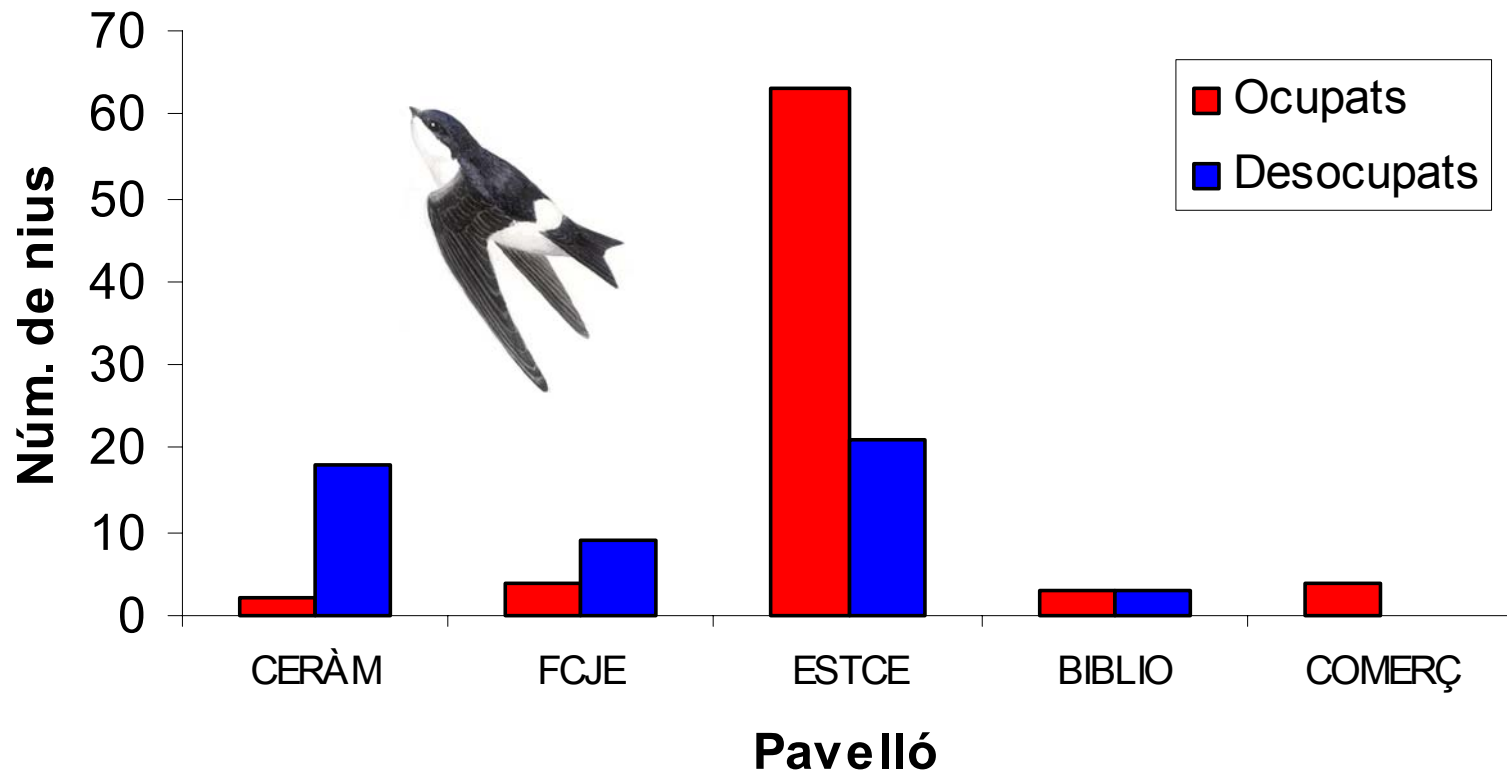 Núm. de nius
70
60
50
40
30
20
10
0
Ocupats
Desocupats
CERÀM FCJE ESTCE BIBLIO COMERÇ
Pavelló